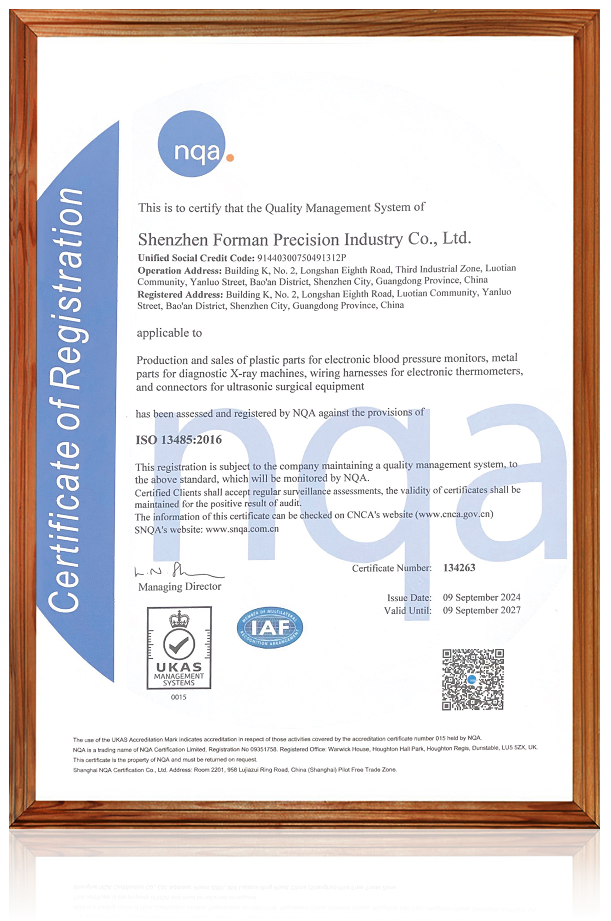 nqa.
Certificate of Registration
This is to certify that the Quality Management System of
Shenzhen Forman Precision Industry Co., Ltd.
Unified Social Credit Code: 91440300750491312P
Operation Address: Building K, No. 2, Longshan Eighth Road, Third Industrial Zone, Luotian
Community, Yanluo Street, Bao'an District, Shenzhen City, Guangdong Province, China
Registered Address: Building K, No. 2, Longshan Eighth Road, Luotian Community, Yanluo
Street, Bao'an District, Shenzhen City, Guangdong Province, China
applicable to
Production and sales of plastic parts for electronic blood pressure monitors, metal
parts for diagnostic X-ray machines, wiring harnesses for electronic thermometers,
and connectors for ultrasonic surgical equipment
has been assessed and registered by NQA against the provisions of
ISO 13485:2016
This registration is subject to the company maintaining a quality management system, to
the above standard, which will be monitored by NQA.
Certified Clients shall accept regular surveillance assessments, the validity of certificates shall be
maintained for the positive result of audit.
The information of this certificate can be checked on CNCA's website (www.cnca.gov.cn)
SNQA's website: www.snqa.com.cn
nqa
Managing Director
Certificate Number: 134263
Issue Date: 09 September 2024
Valid Until: 09 September 2027
UKAS
MANAGEMENT
SYSTEMS
0015
MEMBER OF MULTILATERAL
IAF
RECOGNITION ARRANGEMENT
nqa
The use of the UKAS Accreditation Mark indicates accreditation in respect of those activities covered by the accreditation certificate number 015 held by NQA.
NQA is a trading name of NQA Certification Limited, Registration No 09351758. Registered Office: Warwick House, Houghton Hall Park, Houghton Regis, Dunstable, LU5 5ZX, UK.
This certificate is the property of NQA and must be returned on request.
Shanghai NQA Certification Co., Ltd. Address: Room 2201, 958 Lujiazui Ring Road, China (Shanghai) Pilot Free Trade Zone.